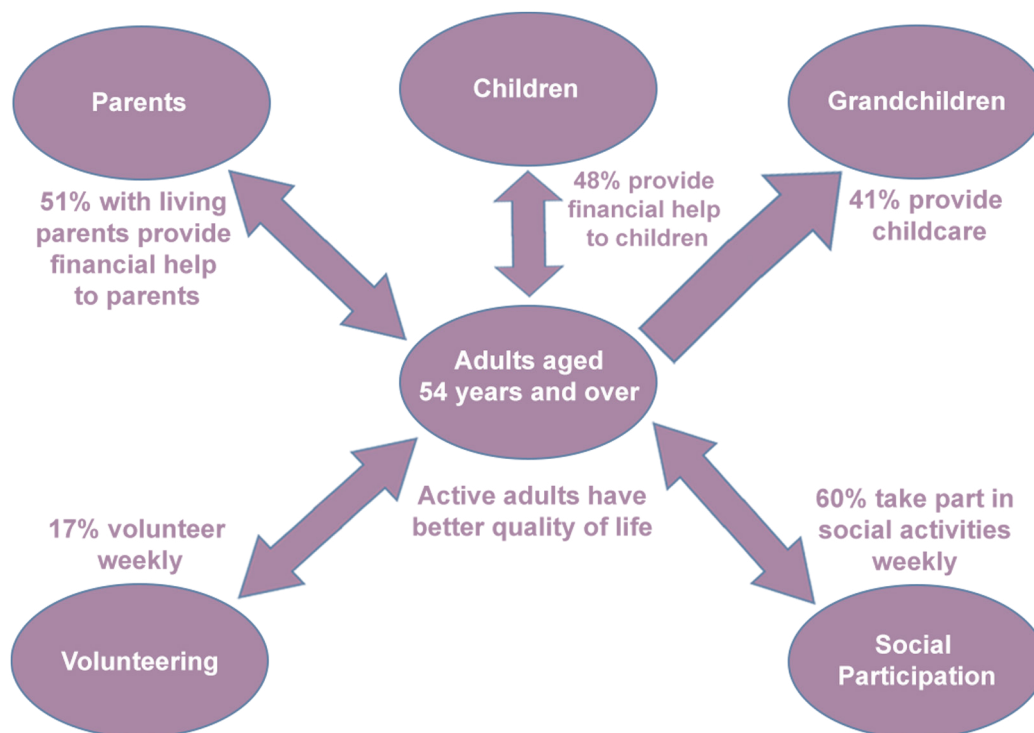 Parents
Children
Grandchildren
51% with living
parents provide
financial help
to parents
48% provide
financial help
to children
41% provide
childcare
Adults aged
54 years and over
Active adults have
better quality of life
17% volunteer
weekly
60% take part in
social activities
weekly
Volunteering
Social
Participation